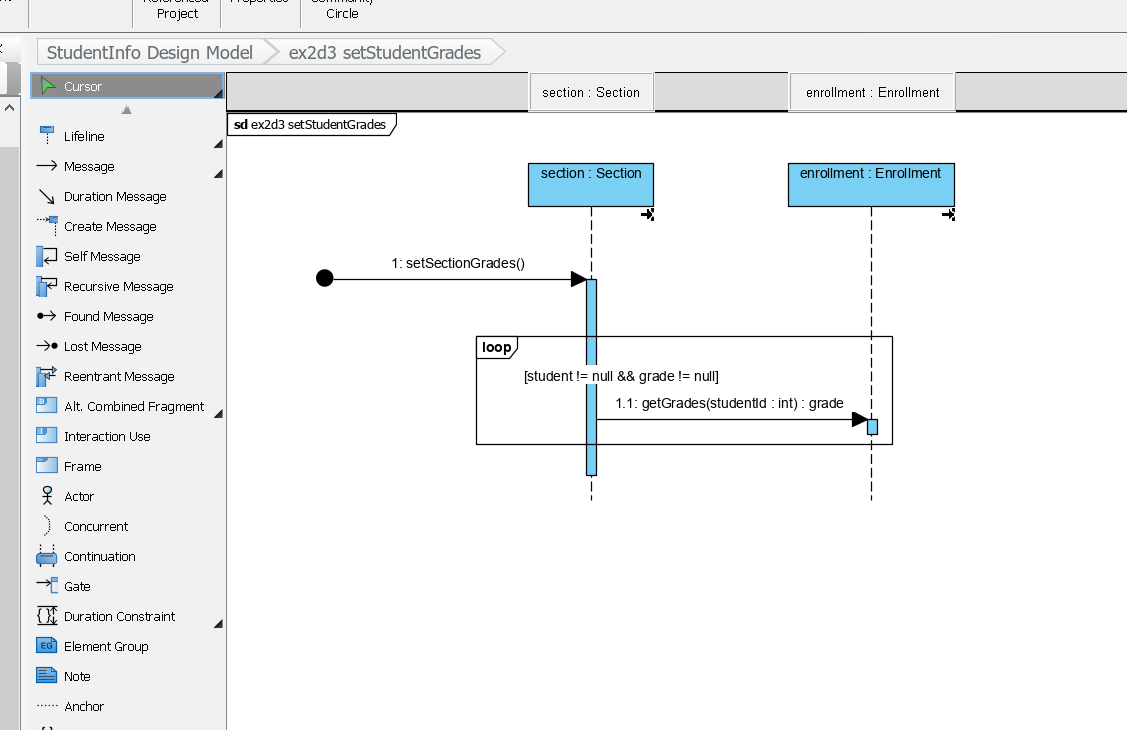 Project
Circle
StudentInfo Design Model
ex2d3 setStudentGrades
Cursor
section : Section
enrollment : Enrollment
sd ex2d3 setStudentGrades
Lifeline
Message
Duration Message
Create Message
Self Message
Recursive Message
Found Message
Lost Message
Reentrant Message
Alt. Combined Fragment
Interaction Use
Frame
Actor
Concurrent
Continuation
Gate
Duration Constraint
EG Element Group
Note
Anchor
section : Section
enrollment : Enrollment
1: setSectionGrades()
loop
[student != null && grade != null]
1.1: getGrades(studentId : int) : grade